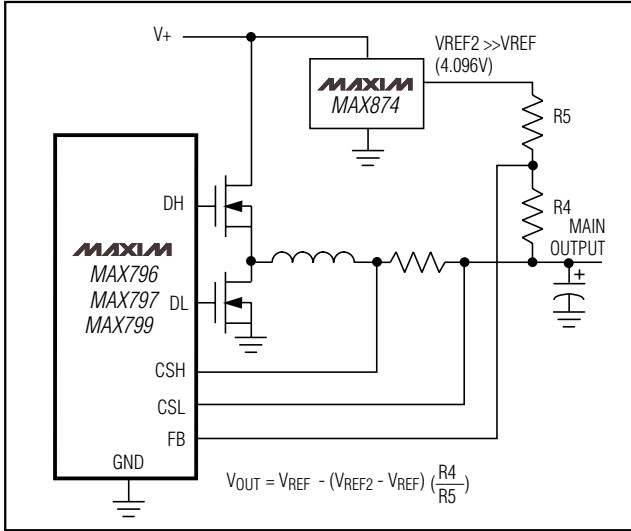 V+
VREF2 >>VREF
(4.096V)
MAXIM
MAX874
R5
R4
MAIN
OUTPUT
+
DH
MAXIM
MAX796
MAX797
MAX799
DL
CSH
CSL
FB
GND
VOUT = VREF - (VREF2 - VREF) (R4/R5)